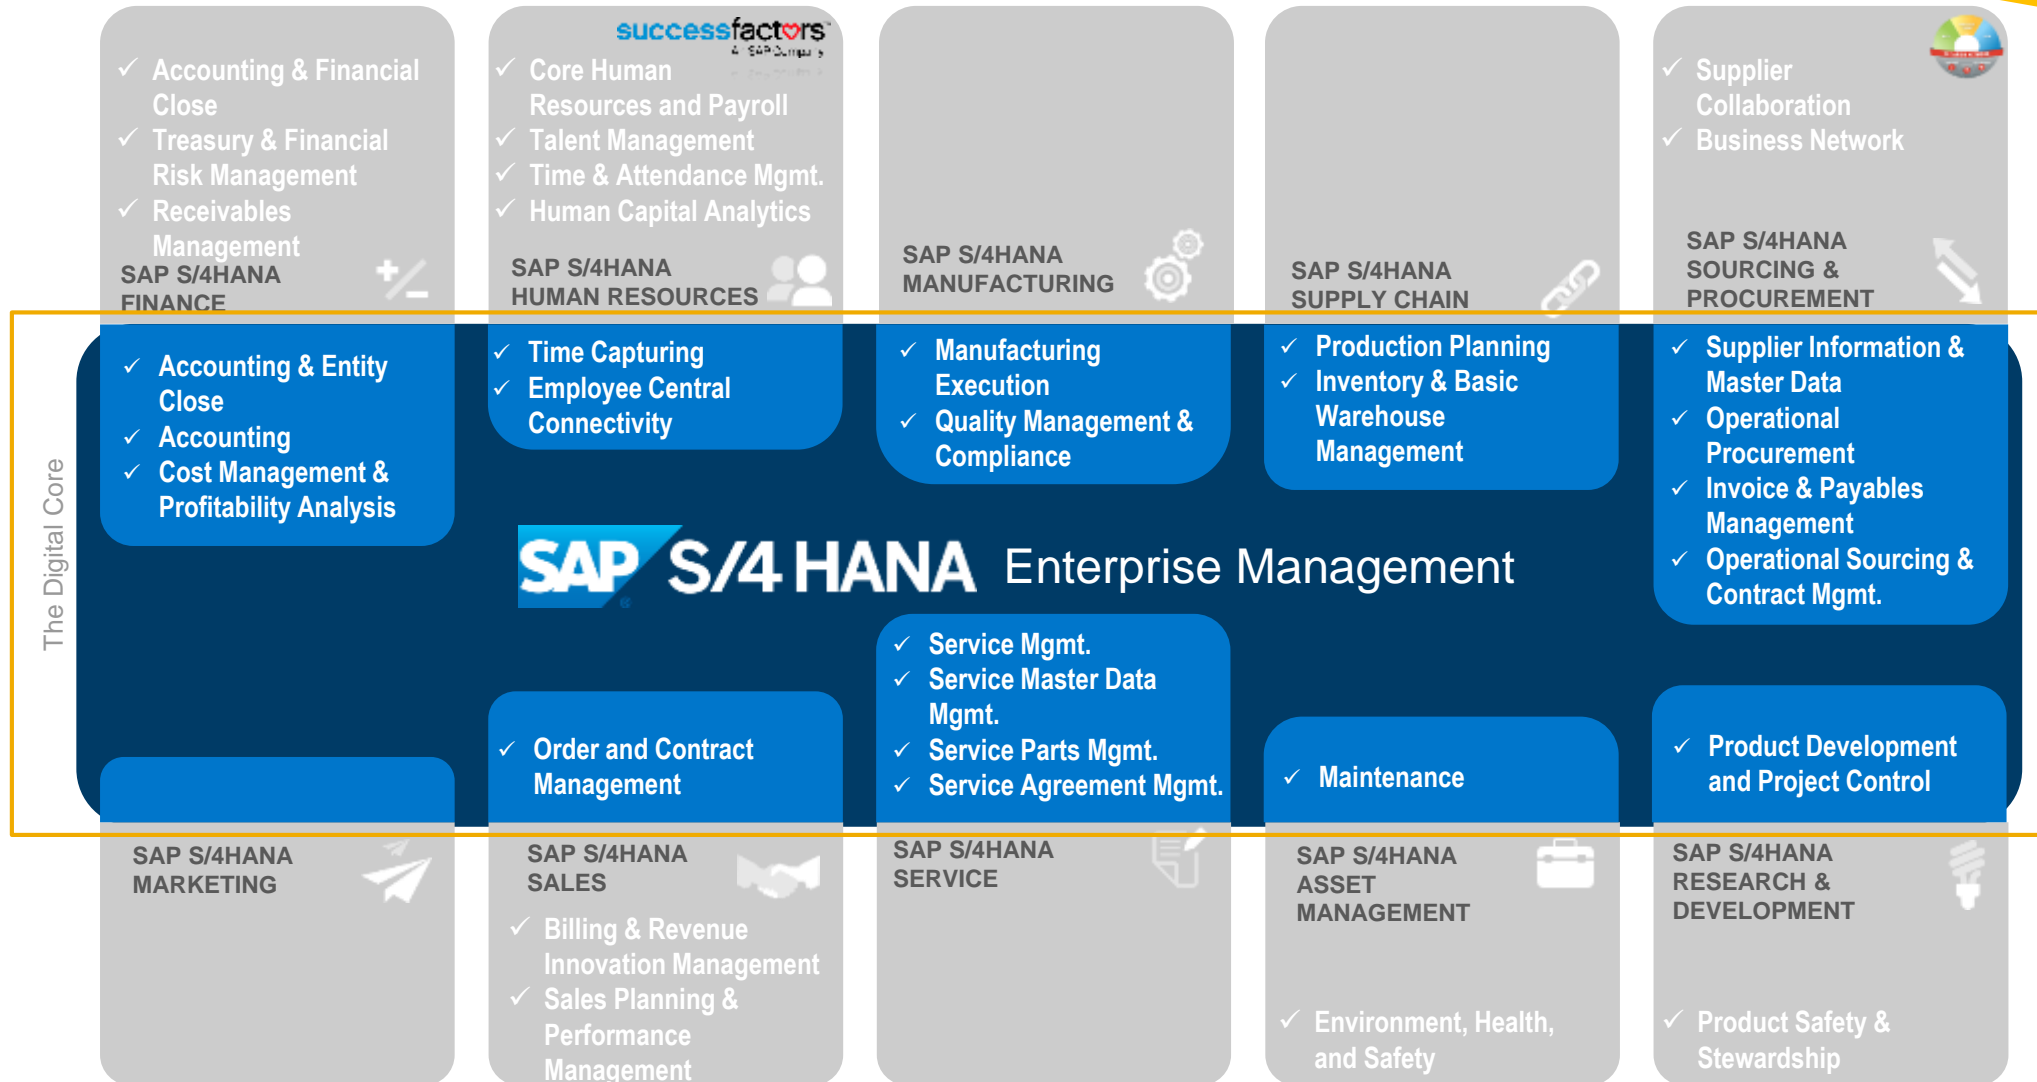 Accounting & Financial
Close
Treasury & Financial
Risk Management
Receivables
Management
SAP S/4HANA
FINANCE
successfactors
An SAP Company
Core Human
Resources and Payroll
Talent Management
Time & Attendance Mgmt.
Human Capital Analytics
SAP S/4HANA
HUMAN RESOURCES
SAP S/4HANA
MANUFACTURING
SAP S/4HANA
SUPPLY CHAIN
Supplier
Collaboration
Business Network
SAP S/4HANA
SOURCING &
PROCUREMENT
The Digital Core
Accounting & Entity
Close
Accounting
Cost Management &
Profitability Analysis
Time Capturing
Employee Central
Connectivity
Manufacturing
Execution
Quality Management &
Compliance
Production Planning
Inventory & Basic
Warehouse
Management
Supplier Information &
Master Data
Operational
Procurement
Invoice & Payables
Management
Operational Sourcing &
Contract Mgmt.
SAP S/4 HANA Enterprise Management
Order and Contract
Management
Service Mgmt.
Service Master Data
Mgmt.
Service Parts Mgmt.
Service Agreement Mgmt.
Maintenance
Product Development
and Project Control
SAP S/4HANA
MARKETING
SAP S/4HANA
SALES
Billing & Revenue
Innovation Management
Sales Planning &
Performance
Management
SAP S/4HANA
SERVICE
SAP S/4HANA
ASSET
MANAGEMENT
Environment, Health,
and Safety
SAP S/4HANA
RESEARCH &
DEVELOPMENT
Product Safety &
Stewardship